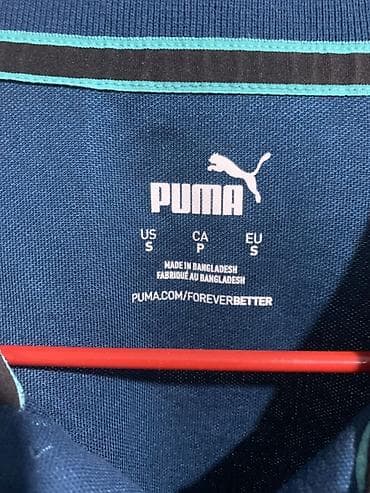 PUMA
US CA EU
S P S
MADE IN BANGLADESH
FABRIQUÉ AU BANGLADESH
PUMA.COM/FOREVERBETTER